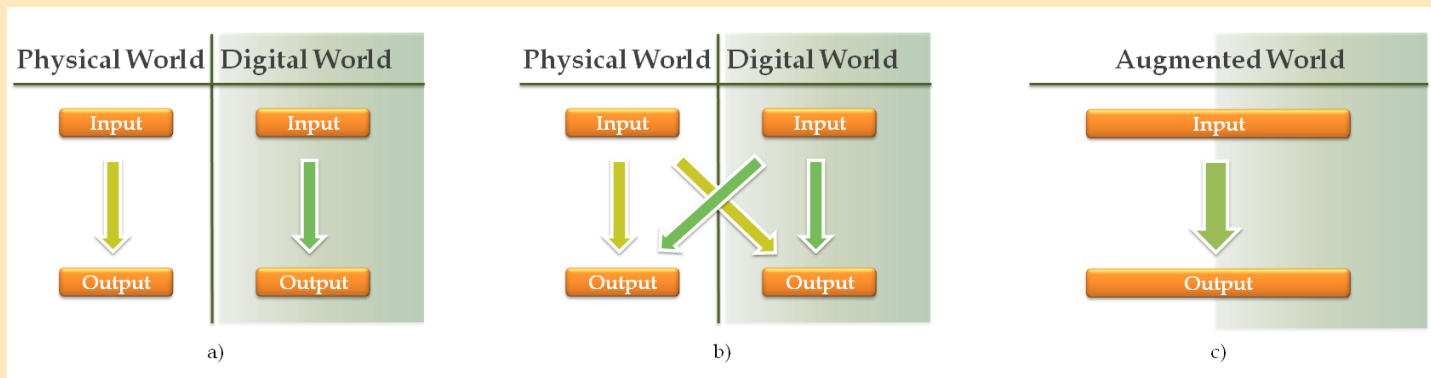 Physical World Digital World
Input Input
Output Output
a)
Physical World Digital World
Input Input
Output Output
b)
Augmented World
Input
Output
c)